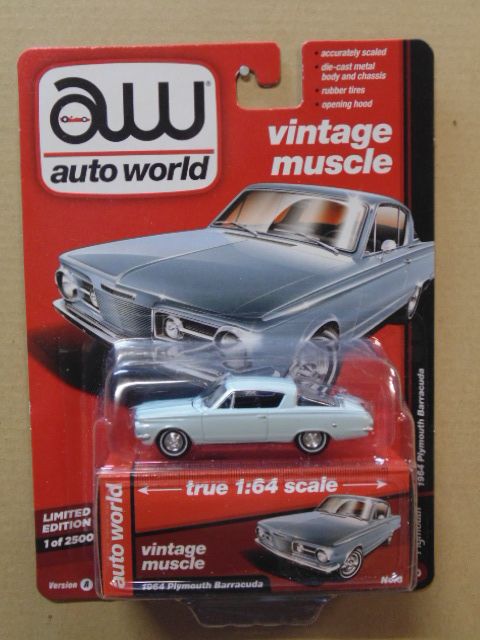 aw
®
auto world
• accurately scaled
• die-cast metal
body and chassis
• rubber tires
• opening hood
vintage
muscle
1964 Plymouth Barracuda
Plymouth
true 1:64 scale
auto world
LIMITED
EDITION
1 of 2500
vintage
muscle
Version A
1964 Plymouth Barracuda